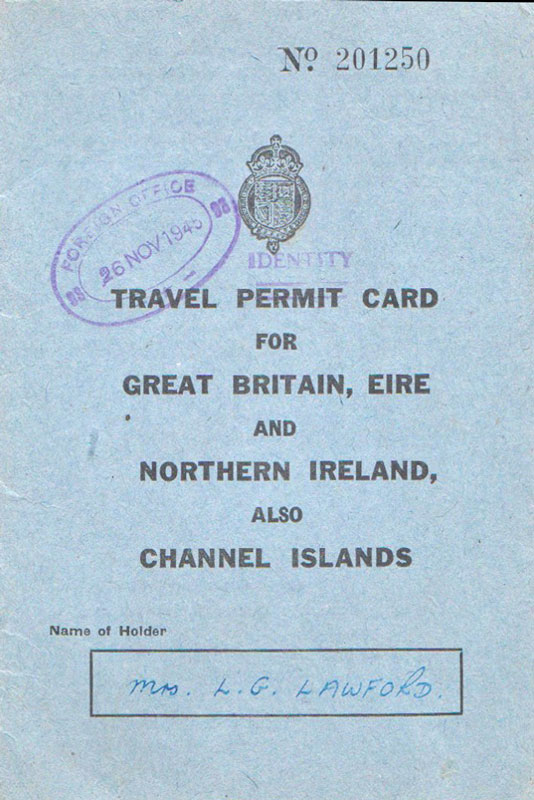 Nº 201250
FOREIGN OFFICE
26 NOV 1945
IDENTITY
TRAVEL PERMIT CARD
FOR
GREAT BRITAIN, EIRE
AND
NORTHERN IRELAND,
ALSO
CHANNEL ISLANDS
Name of Holder
Mrs. L. G. LAWFORD.